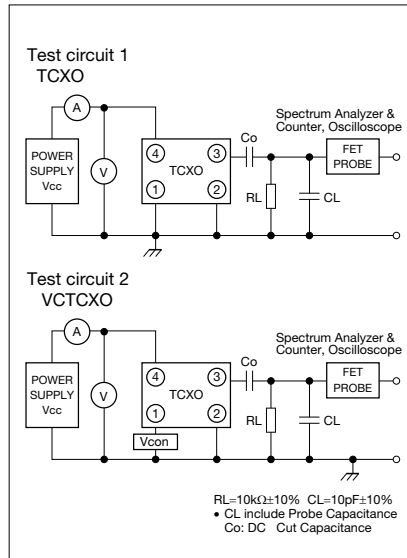 Test circuit 1
TCXO
A
Spectrum Analyzer &
Counter, Oscilloscope
Co
POWER
SUPPLY
Vcc
V
4
3
TCXO
1
2
RL
CL
FET
PROBE
Test circuit 2
VCTCXO
A
Spectrum Analyzer &
Counter, Oscilloscope
Co
POWER
SUPPLY
Vcc
V
4
3
TCXO
1
2
Vcon
RL
CL
FET
PROBE
RL=10kΩ±10% CL=10pF±10%
• CL include Probe Capacitance
Co: DC Cut Capacitance